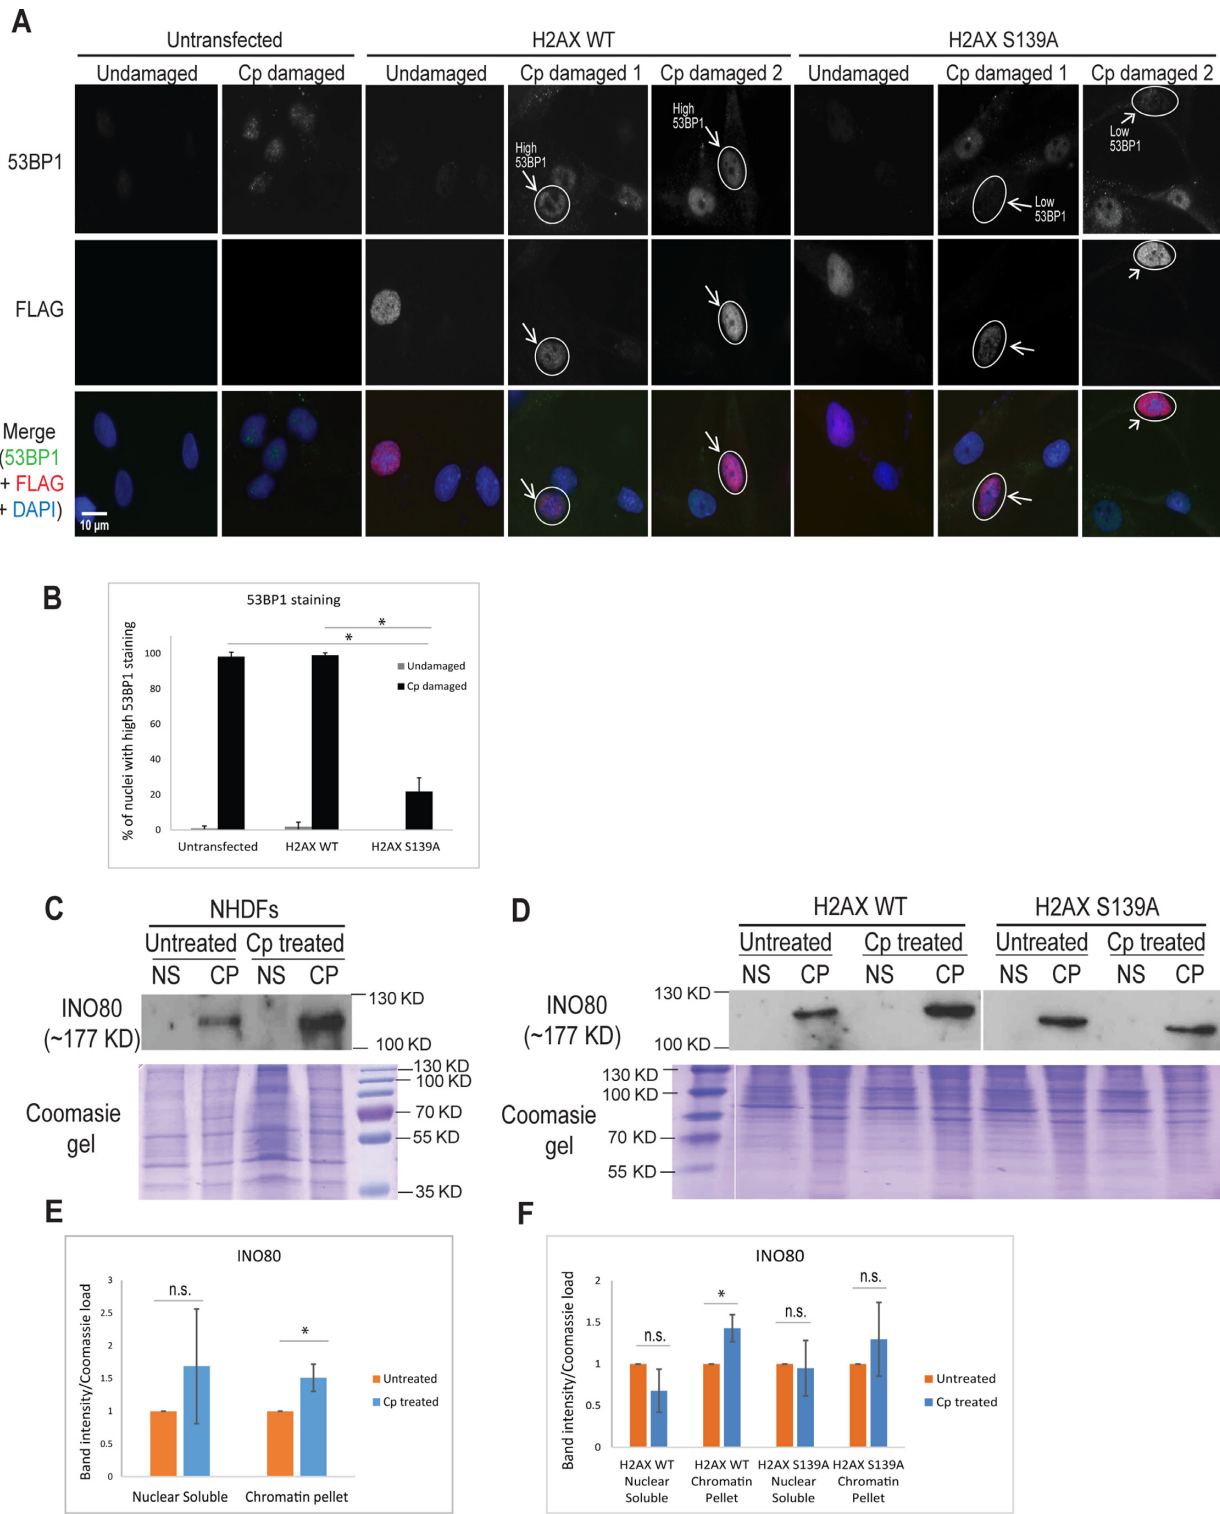 A
Untransfected
H2AX WT
H2AX S139A
Undamaged
Cp damaged
Undamaged
Cp damaged 1
Cp damaged 2
Undamaged
Cp damaged 1
Cp damaged 2
53BP1
High
53BP1
High
53BP1
Low
53BP1
Low
53BP1
FLAG
Merge
(53BP1
+ FLAG
+ DAPI)
10 µm
B
53BP1 staining
% of nuclei with high 53BP1 staining
*
*
100
80
60
40
20
0
Undamaged
Cp damaged
Untransfected
H2AX WT
H2AX S139A
C
NHDFs
Untreated Cp treated
NS CP NS CP
INO80
(~177 KD)
130 KD
100 KD
Coomasie
gel
130 KD
100 KD
70 KD
55 KD
35 KD
D
H2AX WT
H2AX S139A
Untreated Cp treated Untreated Cp treated
NS CP NS CP NS CP NS CP
INO80
(~177 KD)
130 KD
100 KD
Coomasie
gel
130 KD
100 KD
70 KD
55 KD
E
INO80
Band intensity/Coomassie load
3
2.5
2
1.5
1
0.5
0
n.s.
*
Untreated
Cp treated
Nuclear Soluble
Chromatin pellet
F
INO80
Band intensity/Coomassie load
2
1.5
1
0.5
0
n.s.
*
n.s.
n.s.
Untreated
Cp treated
H2AX WT H2AX WT H2AX S139A H2AX S139A
Nuclear Chromatin Nuclear Chromatin
Soluble Pellet Soluble Pellet